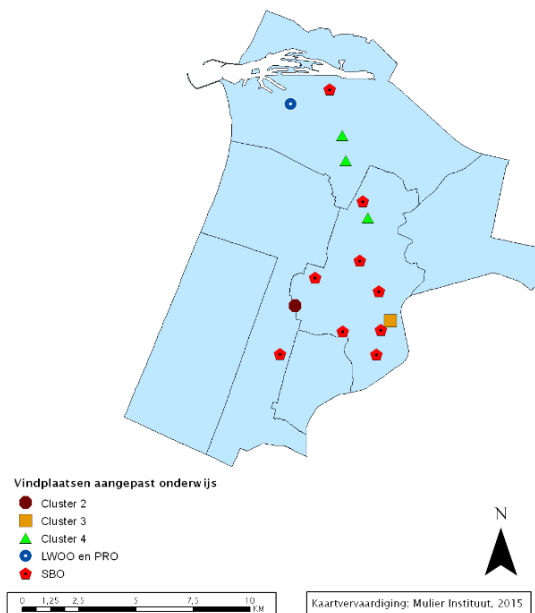 Vindplaatsen aangepast onderwijs
Cluster 2
Cluster 3
Cluster 4
LWOO en PRO
SBO
N
0 1,25 2,5 5 7,5 10
KM
Kaartvervaardiging: Mulier Instituut, 2015